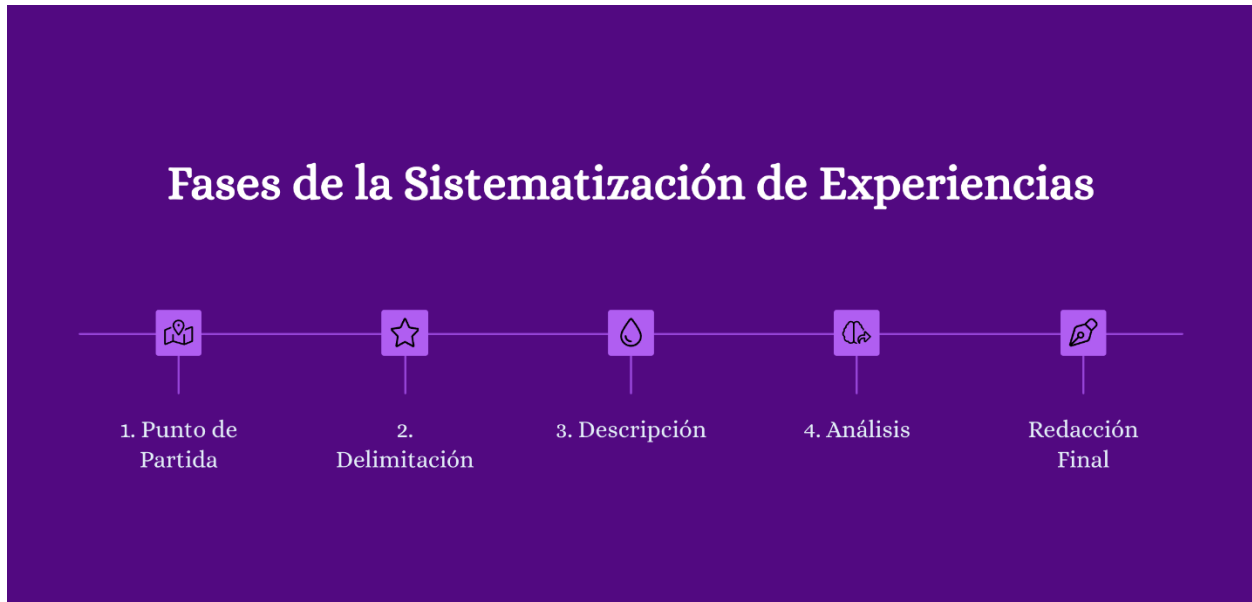 Fases de la Sistematización de Experiencias
1. Punto de
Partida
2.
Delimitación
3. Descripción
4. Análisis
Redacción
Final